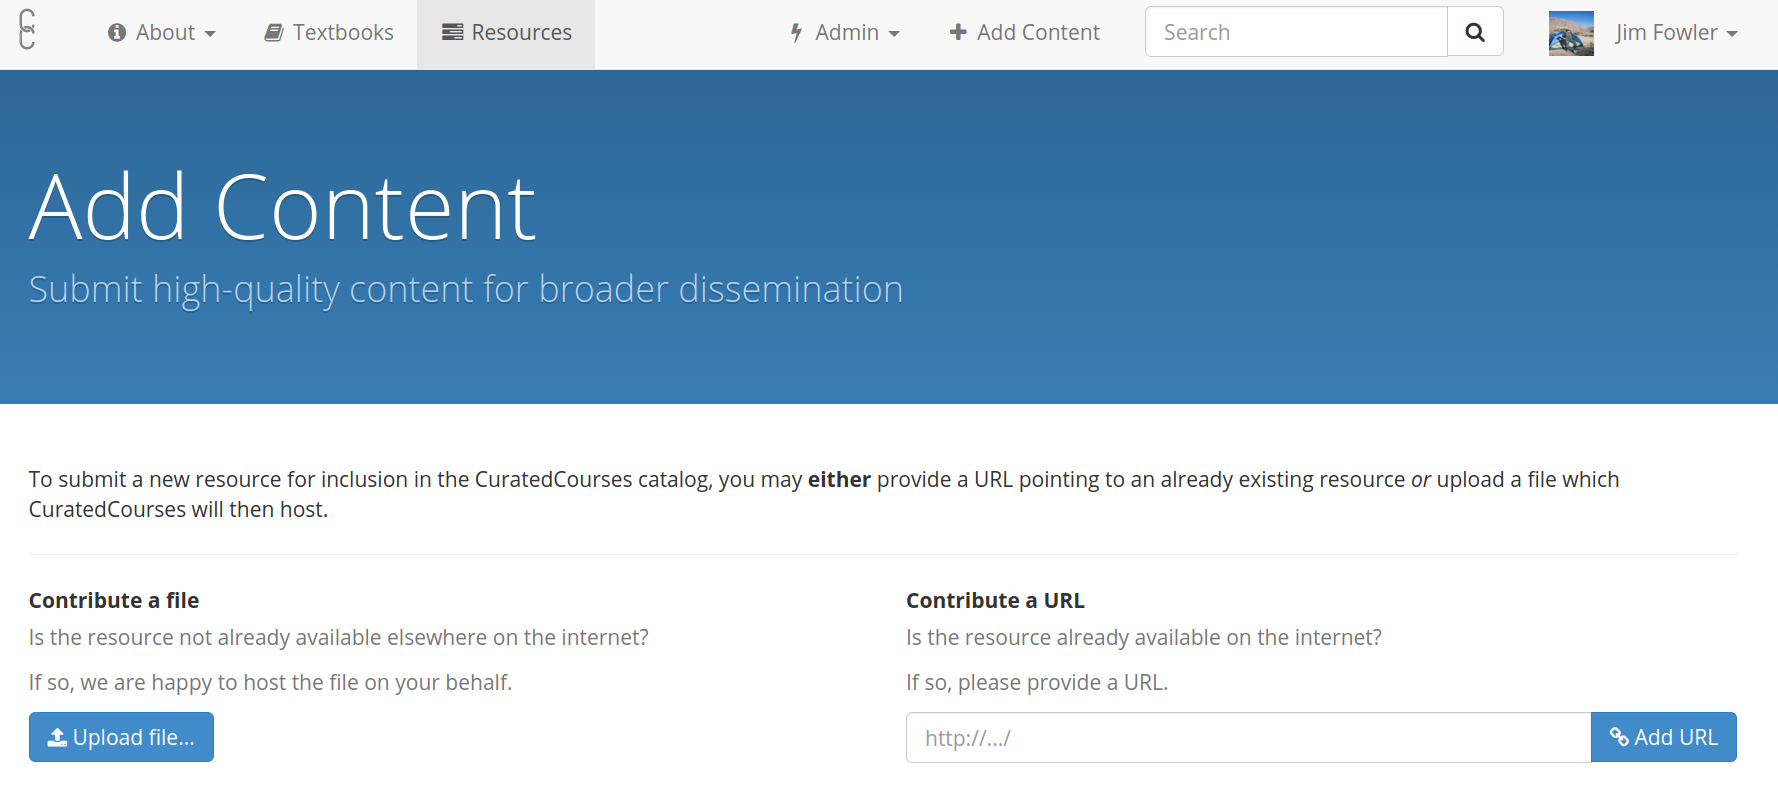 About
Textbooks
Resources
Admin
Add Content
Search
Jim Fowler
Add Content
Submit high-quality content for broader dissemination
To submit a new resource for inclusion in the CuratedCourses catalog, you may either provide a URL pointing to an already existing resource or upload a file which
CuratedCourses will then host.
Contribute a file
Is the resource not already available elsewhere on the internet?
If so, we are happy to host the file on your behalf.
Upload file...
Contribute a URL
Is the resource already available on the internet?
If so, please provide a URL.
http://.../
Add URL